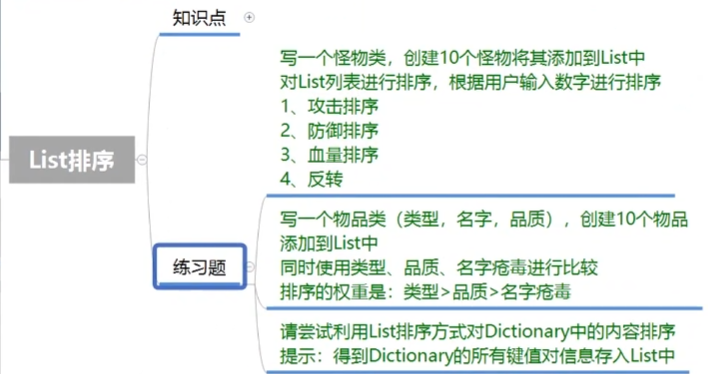 知识点
写一个怪物类，创建10个怪物将其添加到List中
对List列表进行排序，根据用户输入数字进行排序
1、攻击排序
2、防御排序
3、血量排序
4、反转
List排序
写一个物品类（类型，名字，品质），创建10个物品
添加到List中
同时使用类型、品质、名字疮毒进行比较
排序的权重是：类型>品质>名字疮毒
练习题
请尝试利用List排序方式对Dictionary中的内容排序
提示：得到Dictionary的所有键值对信息存入List中